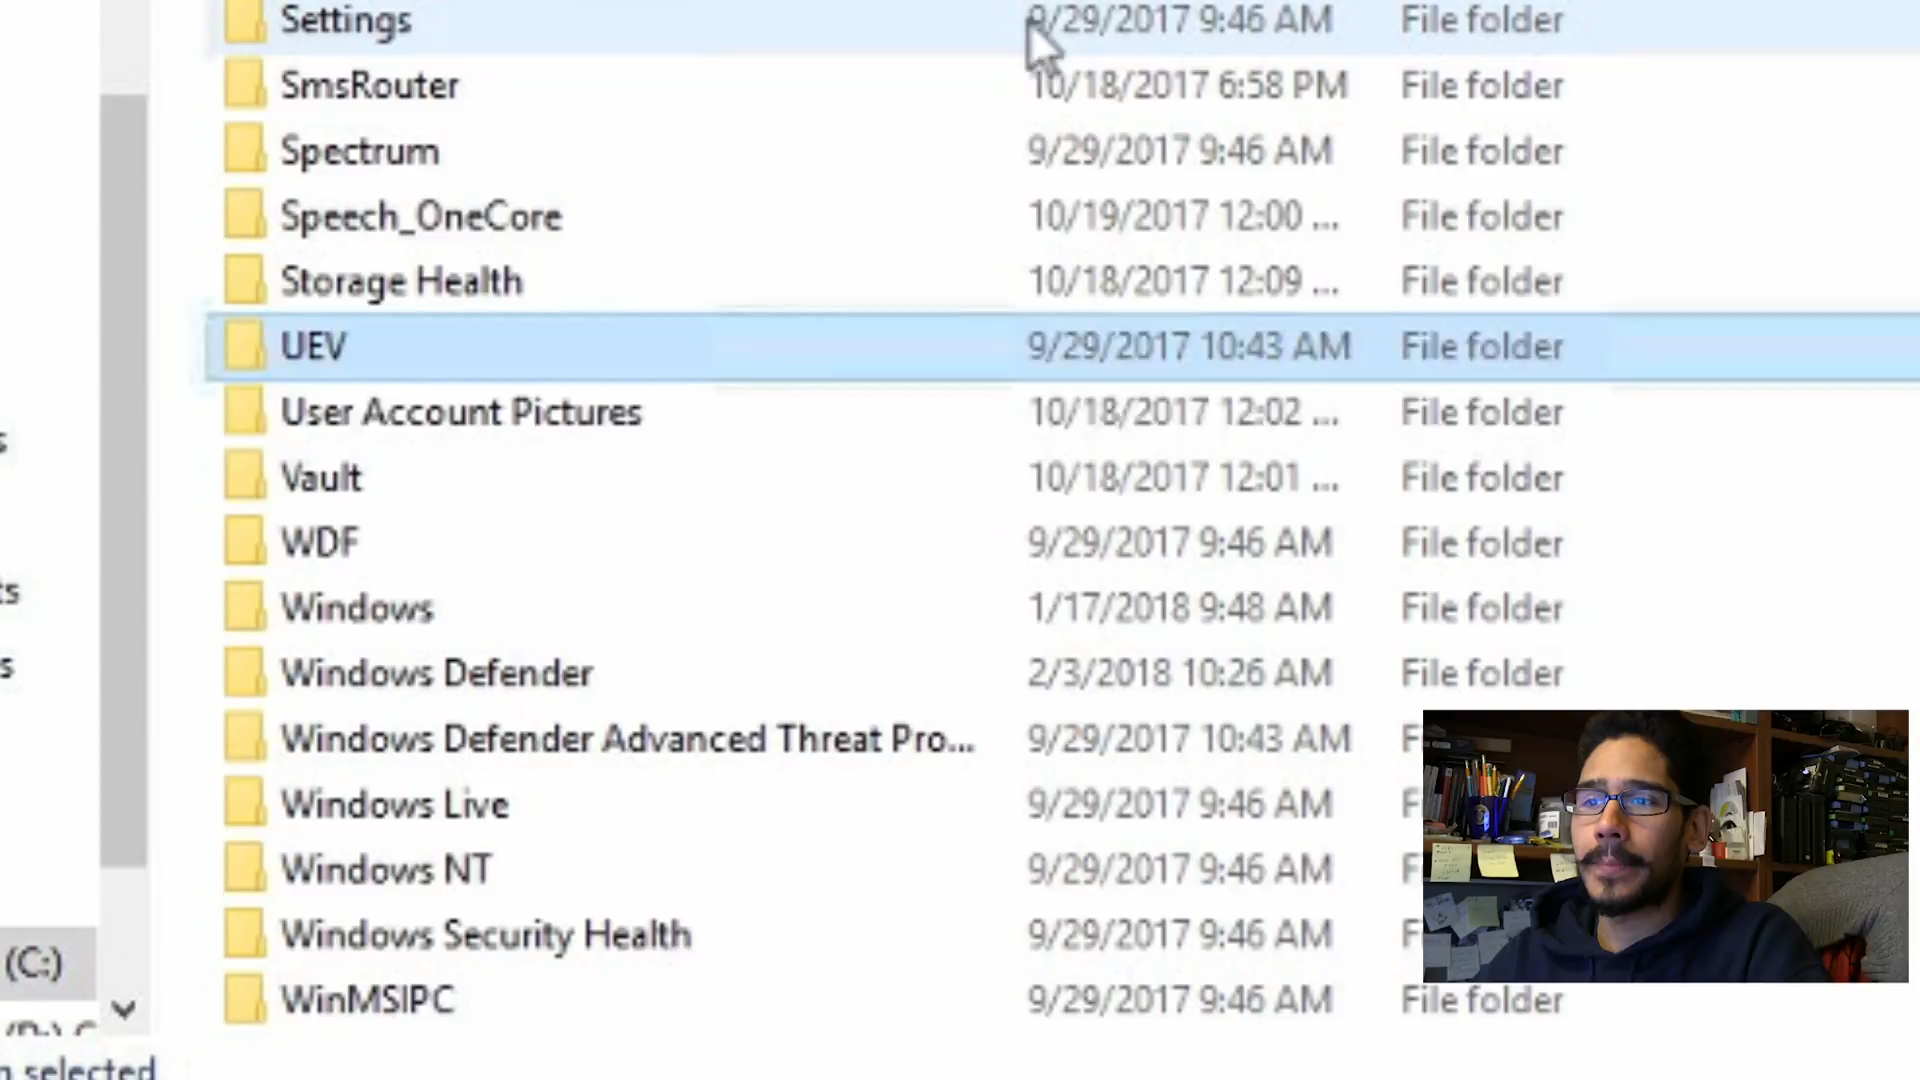 Settings 9/29/2017 9:46 AM File folder
SmsRouter 10/18/2017 6:58 PM File folder
Spectrum 9/29/2017 9:46 AM File folder
Speech_OneCore 10/19/2017 12:00 ... File folder
Storage Health 10/18/2017 12:09 ... File folder
UEV 9/29/2017 10:43 AM File folder
User Account Pictures 10/18/2017 12:02 ... File folder
Vault 10/18/2017 12:01 ... File folder
WDF 9/29/2017 9:46 AM File folder
Windows 1/17/2018 9:48 AM File folder
Windows Defender 2/3/2018 10:26 AM File folder
Windows Defender Advanced Threat Pro... 9/29/2017 10:43 AM F
Windows Live 9/29/2017 9:46 AM F
Windows NT 9/29/2017 9:46 AM F
Windows Security Health 9/29/2017 9:46 AM F
(C:)
WinMSIPC 9/29/2017 9:46 AM File folder
selected